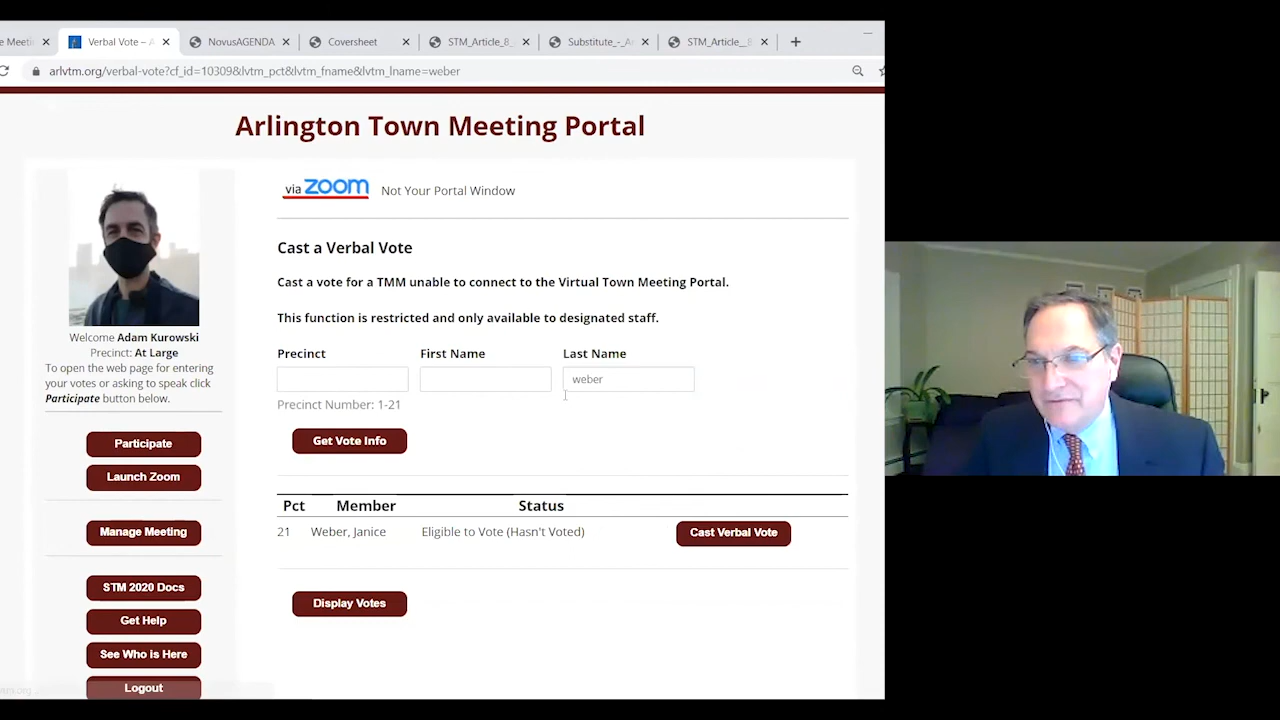 e Meeti
Verbal Vote – A
NovusAGENDA
Coversheet
STM_Article_8_
Substitute_-_Ar
STM_Article__8
arlvtm.org/verbal-vote?cf_id=10309&lvtm_pct&lvtm_fname&lvtm_lname=weber
Arlington Town Meeting Portal
via zoom Not Your Portal Window
Cast a Verbal Vote
Cast a vote for a TMM unable to connect to the Virtual Town Meeting Portal.
This function is restricted and only available to designated staff.
Precinct First Name Last Name
weber
Precinct Number: 1-21
Get Vote Info
Pct Member Status
21 Weber, Janice Eligible to Vote (Hasn't Voted) Cast Verbal Vote
Display Votes
Welcome Adam Kurowski
Precinct: At Large
To open the web page for entering
your votes or asking to speak click
Participate button below.
Participate
Launch Zoom
Manage Meeting
STM 2020 Docs
Get Help
See Who is Here
Logout